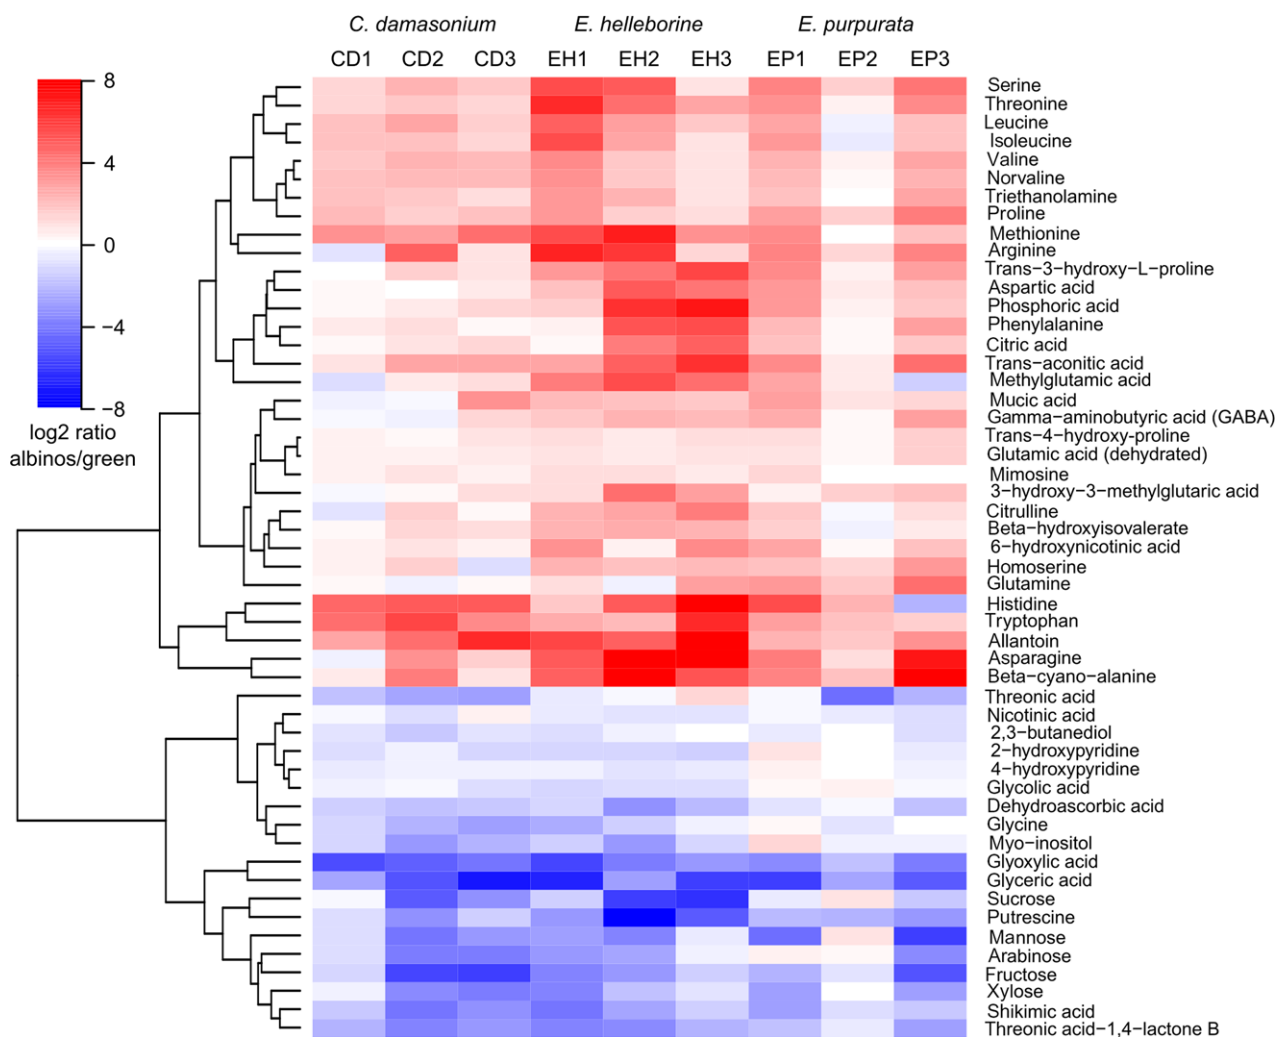 C. damasonium E. helleborine E. purpurata
CD1 CD2 CD3 EH1 EH2 EH3 EP1 EP2 EP3
8
4
0
−4
−8
log2 ratio
albinos/green
Serine
Threonine
Leucine
Isoleucine
Valine
Norvaline
Triethanolamine
Proline
Methionine
Arginine
Trans−3−hydroxy−L−proline
Aspartic acid
Phosphoric acid
Phenylalanine
Citric acid
Trans−aconitic acid
Methylglutamic acid
Mucic acid
Gamma−aminobutyric acid (GABA)
Trans−4−hydroxy-proline
Glutamic acid (dehydrated)
Mimosine
3−hydroxy−3−methylglutaric acid
Citrulline
Beta−hydroxyisovalerate
6−hydroxynicotinic acid
Homoserine
Glutamine
Histidine
Tryptophan
Allantoin
Asparagine
Beta−cyano−alanine
Threonic acid
Nicotinic acid
2,3−butanediol
2−hydroxypyridine
4−hydroxypyridine
Glycolic acid
Dehydroascorbic acid
Glycine
Myo−inositol
Glyoxylic acid
Glyceric acid
Sucrose
Putrescine
Mannose
Arabinose
Fructose
Xylose
Shikimic acid
Threonic acid−1,4−lactone B